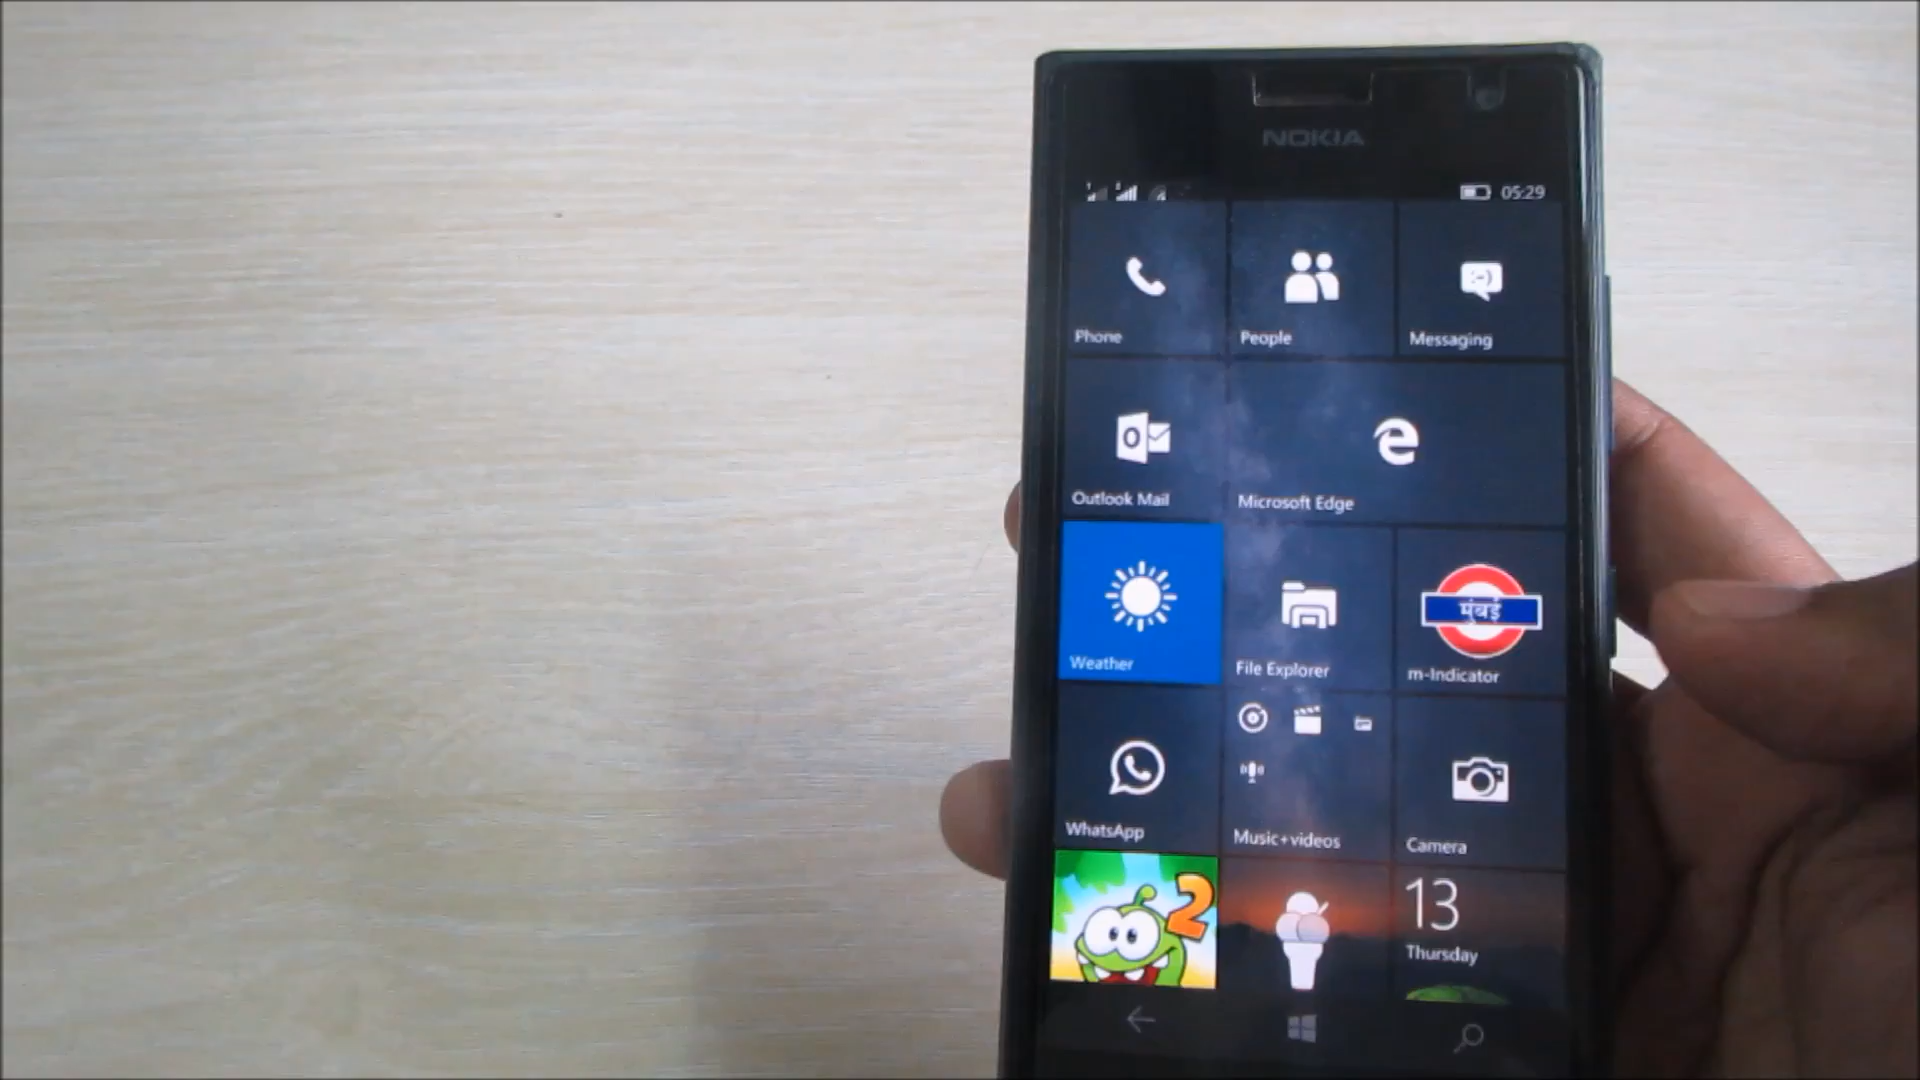 NOKIA
05:29
Phone
People
Messaging
Outlook Mail
Microsoft Edge
Weather
File Explorer
मुंबई
m-Indicator
WhatsApp
Music+videos
Camera
2
13
Thursday